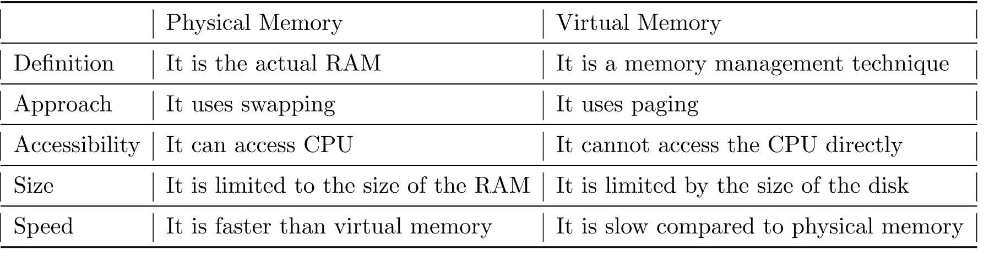 Physical Memory Virtual Memory
Definition It is the actual RAM It is a memory management technique
Approach It uses swapping It uses paging
Accessibility It can access CPU It cannot access the CPU directly
Size It is limited to the size of the RAM It is limited by the size of the disk
Speed It is faster than virtual memory It is slow compared to physical memory